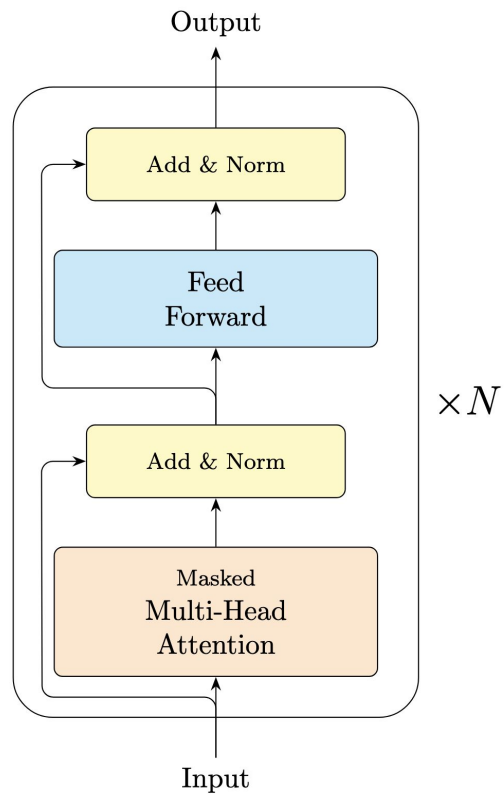 Output
Add & Norm
Feed
Forward
×N
Add & Norm
Masked
Multi-Head
Attention
Input